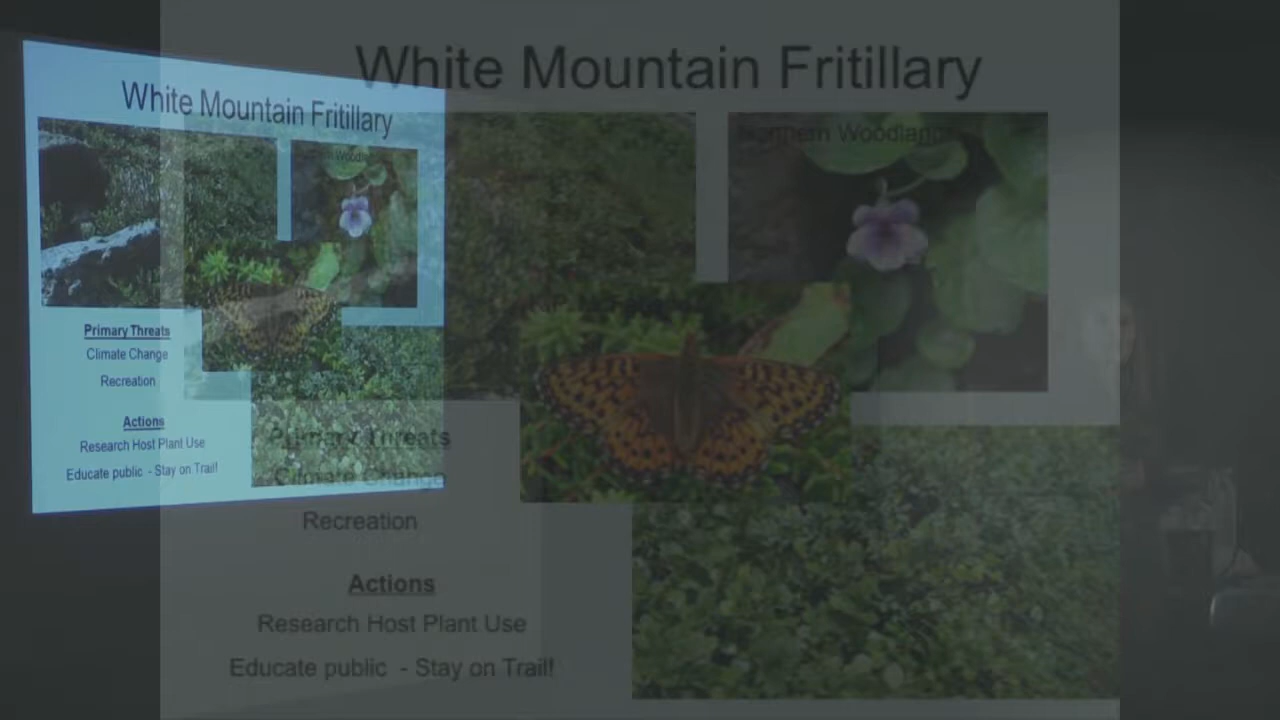 White Mountain Fritillary
Northern Woodlands
Primary Threats
Climate Change
Recreation
Actions
Research Host Plant Use
Educate public - Stay on Trail!
White Mountain Fritillary
Primary Threats
Climate Change
Recreation
Actions
Research Host Plant Use
Educate public - Stay on Trail!